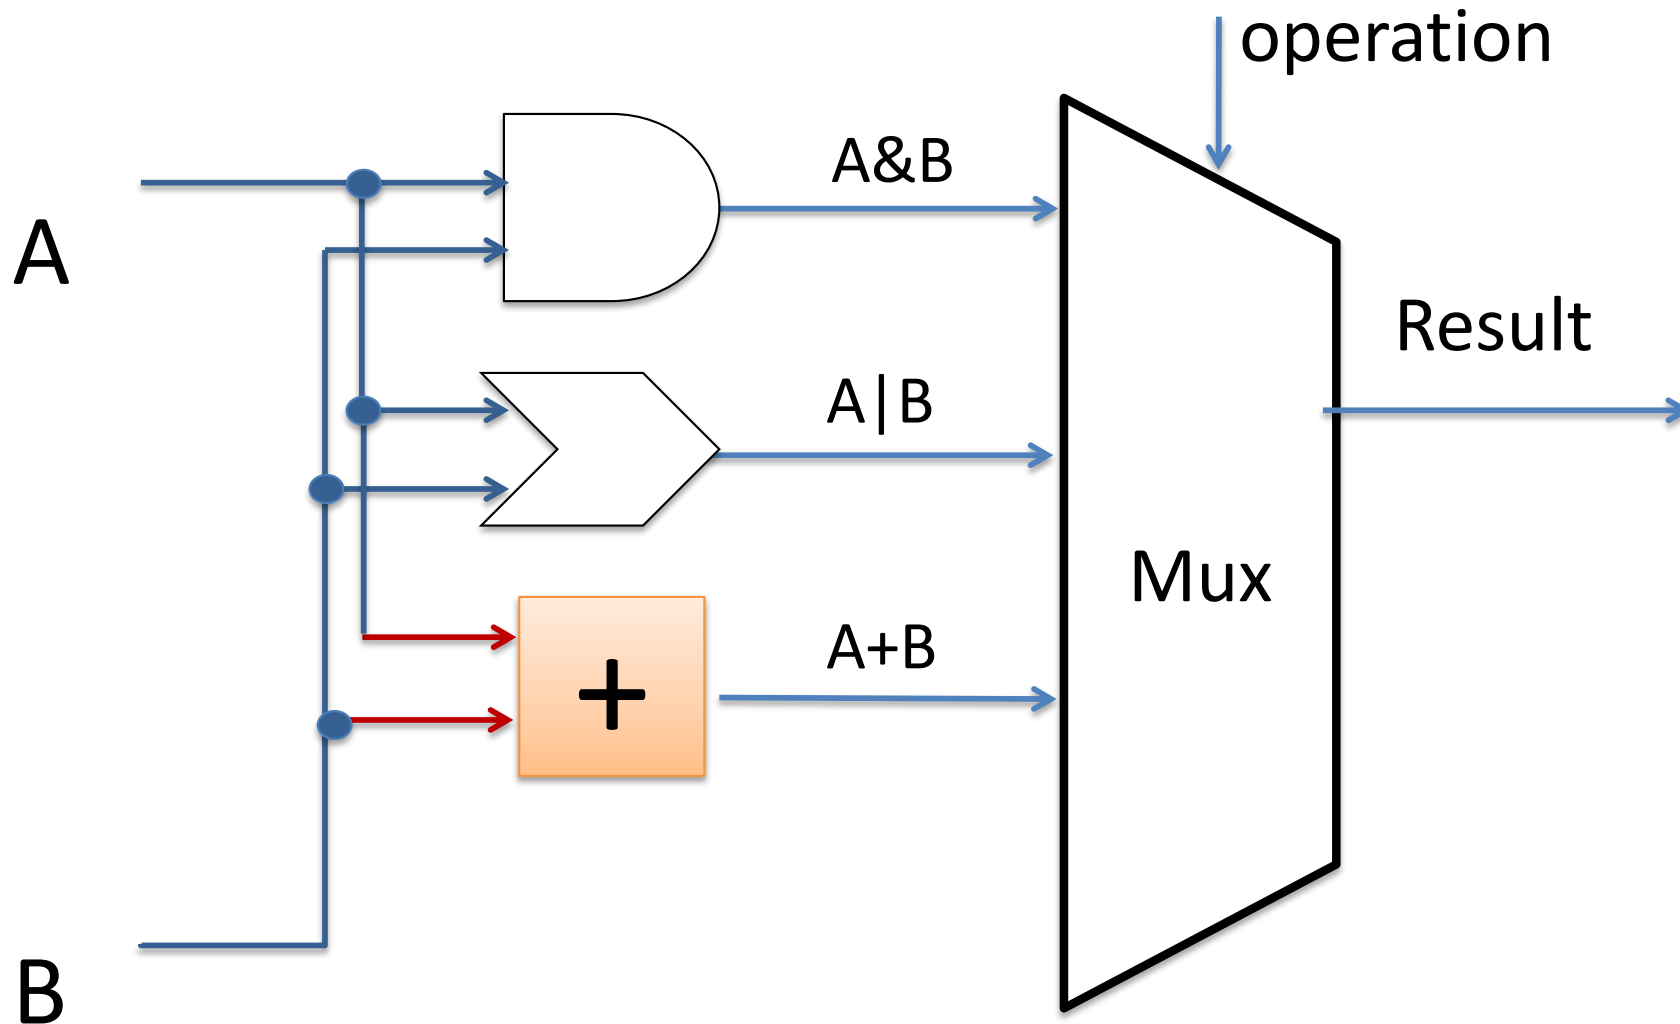 operation
A&B
A
Result
A|B
Mux
A+B
+
B